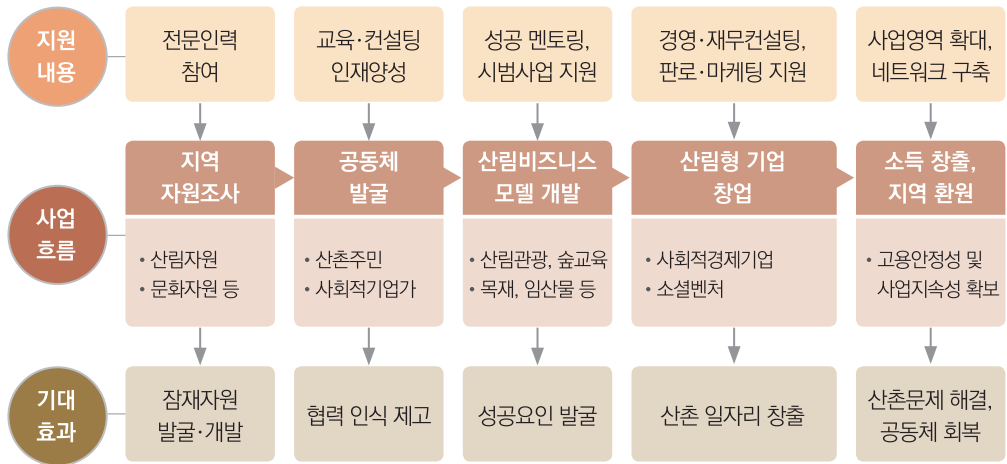 지원
내용
전문인력
참여
교육·컨설팅
인재양성
성공 멘토링,
시범사업 지원
경영·재무컨설팅,
판로·마케팅 지원
사업영역 확대,
네트워크 구축
사업
흐름
지역
자원조사
공동체
발굴
산림비즈니스
모델 개발
산림형 기업
창업
소득 창출,
지역 환원
• 산림자원
• 문화자원 등
• 산촌주민
• 사회적기업가
• 산림관광, 숲교육
• 목재, 임산물 등
• 사회적경제기업
• 소셜벤처
• 고용안정성 및
사업지속성 확보
기대
효과
잠재자원
발굴·개발
협력 인식 제고
성공요인 발굴
산촌 일자리 창출
산촌문제 해결,
공동체 회복